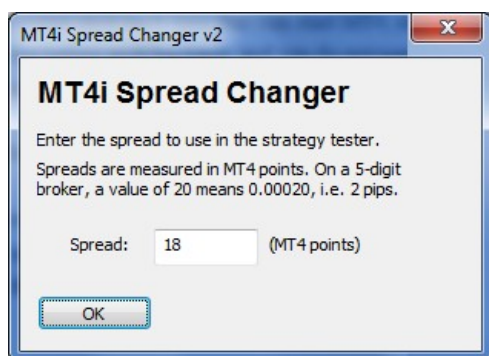 MT4i Spread Changer v2
MT4i Spread Changer
Enter the spread to use in the strategy tester.
Spreads are measured in MT4 points. On a 5-digit
broker, a value of 20 means 0.00020, i.e. 2 pips.
Spread: 18 (MT4 points)
OK